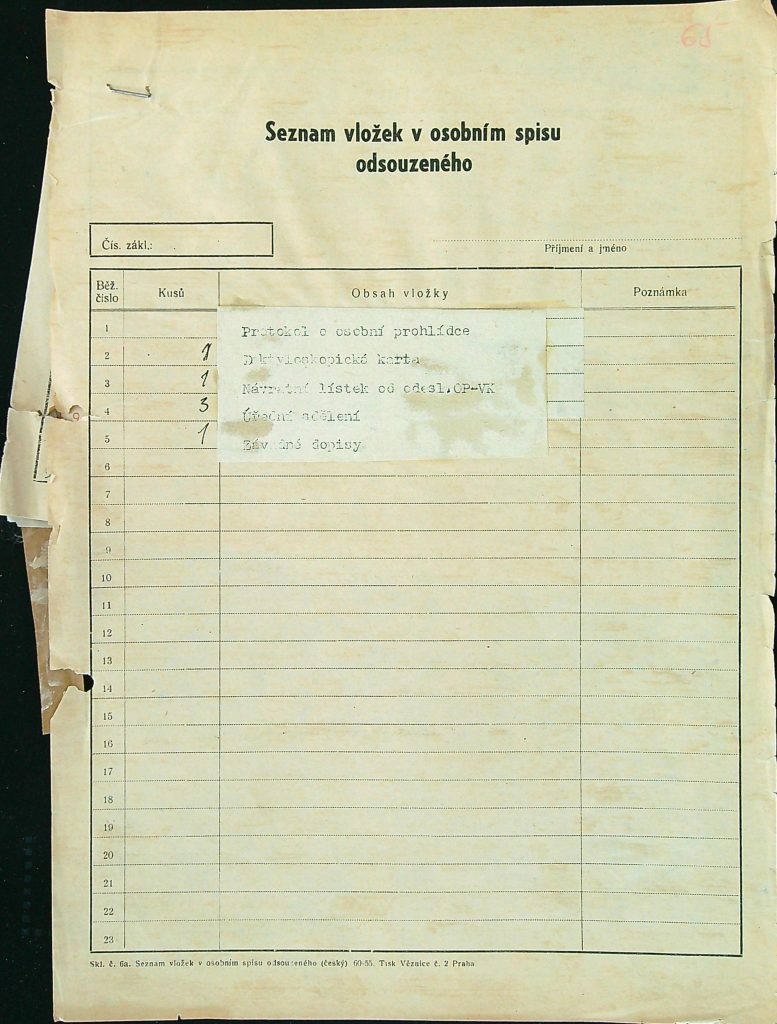 65
Seznam vložek v osobním spisu
odsouzeného
Čís. zákl.:
Příjmení a jméno
Běž. číslo Kusů Obsah vložky Poznámka
1 Protokol o osobní prohlídce
2 1 Daktyloskopická karta
3 1 Návratní lístek od odesl.OP-VK
4 3 Úřední sdělení
5 1 Závadné dopisy
6
7
8
9
10
11
12
13
14
15
16
17
18
19
20
21
22
23
Skl. č. 6a. Seznam vložek v osobním spisu odsouzeného (český) 60-55. Tisk Věznice č. 2 Praha